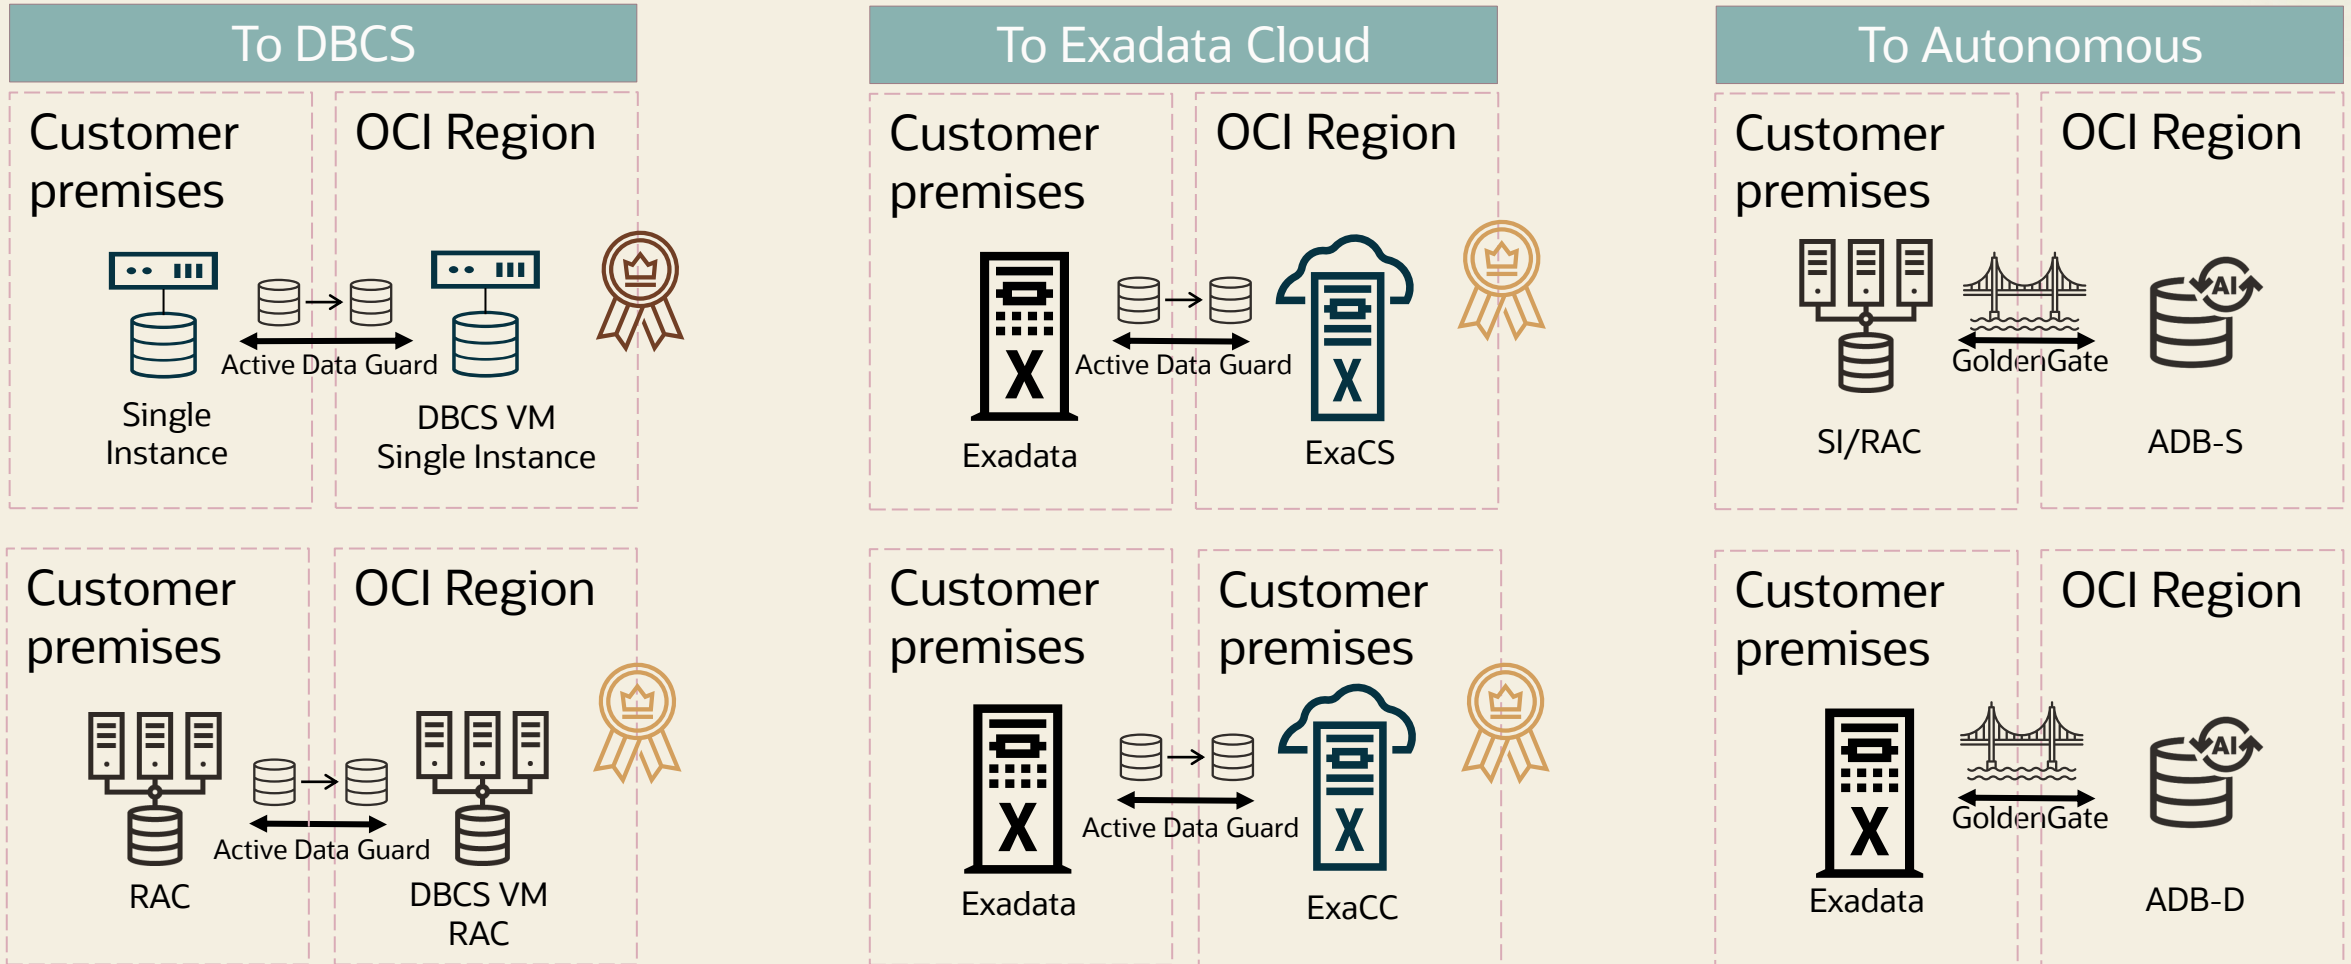 To DBCS
Customer
premises
OCI Region
Active Data Guard
Single
Instance
DBCS VM
Single Instance
Customer
premises
OCI Region
Active Data Guard
RAC
DBCS VM
RAC
To Exadata Cloud
Customer
premises
OCI Region
X
Active Data Guard
X
Exadata
ExaCS
Customer
premises
Customer
premises
X
Active Data Guard
X
Exadata
ExaCC
To Autonomous
Customer
premises
OCI Region
AI
GoldenGate
SI/RAC
ADB-S
Customer
premises
OCI Region
AI
X
GoldenGate
Exadata
ADB-D